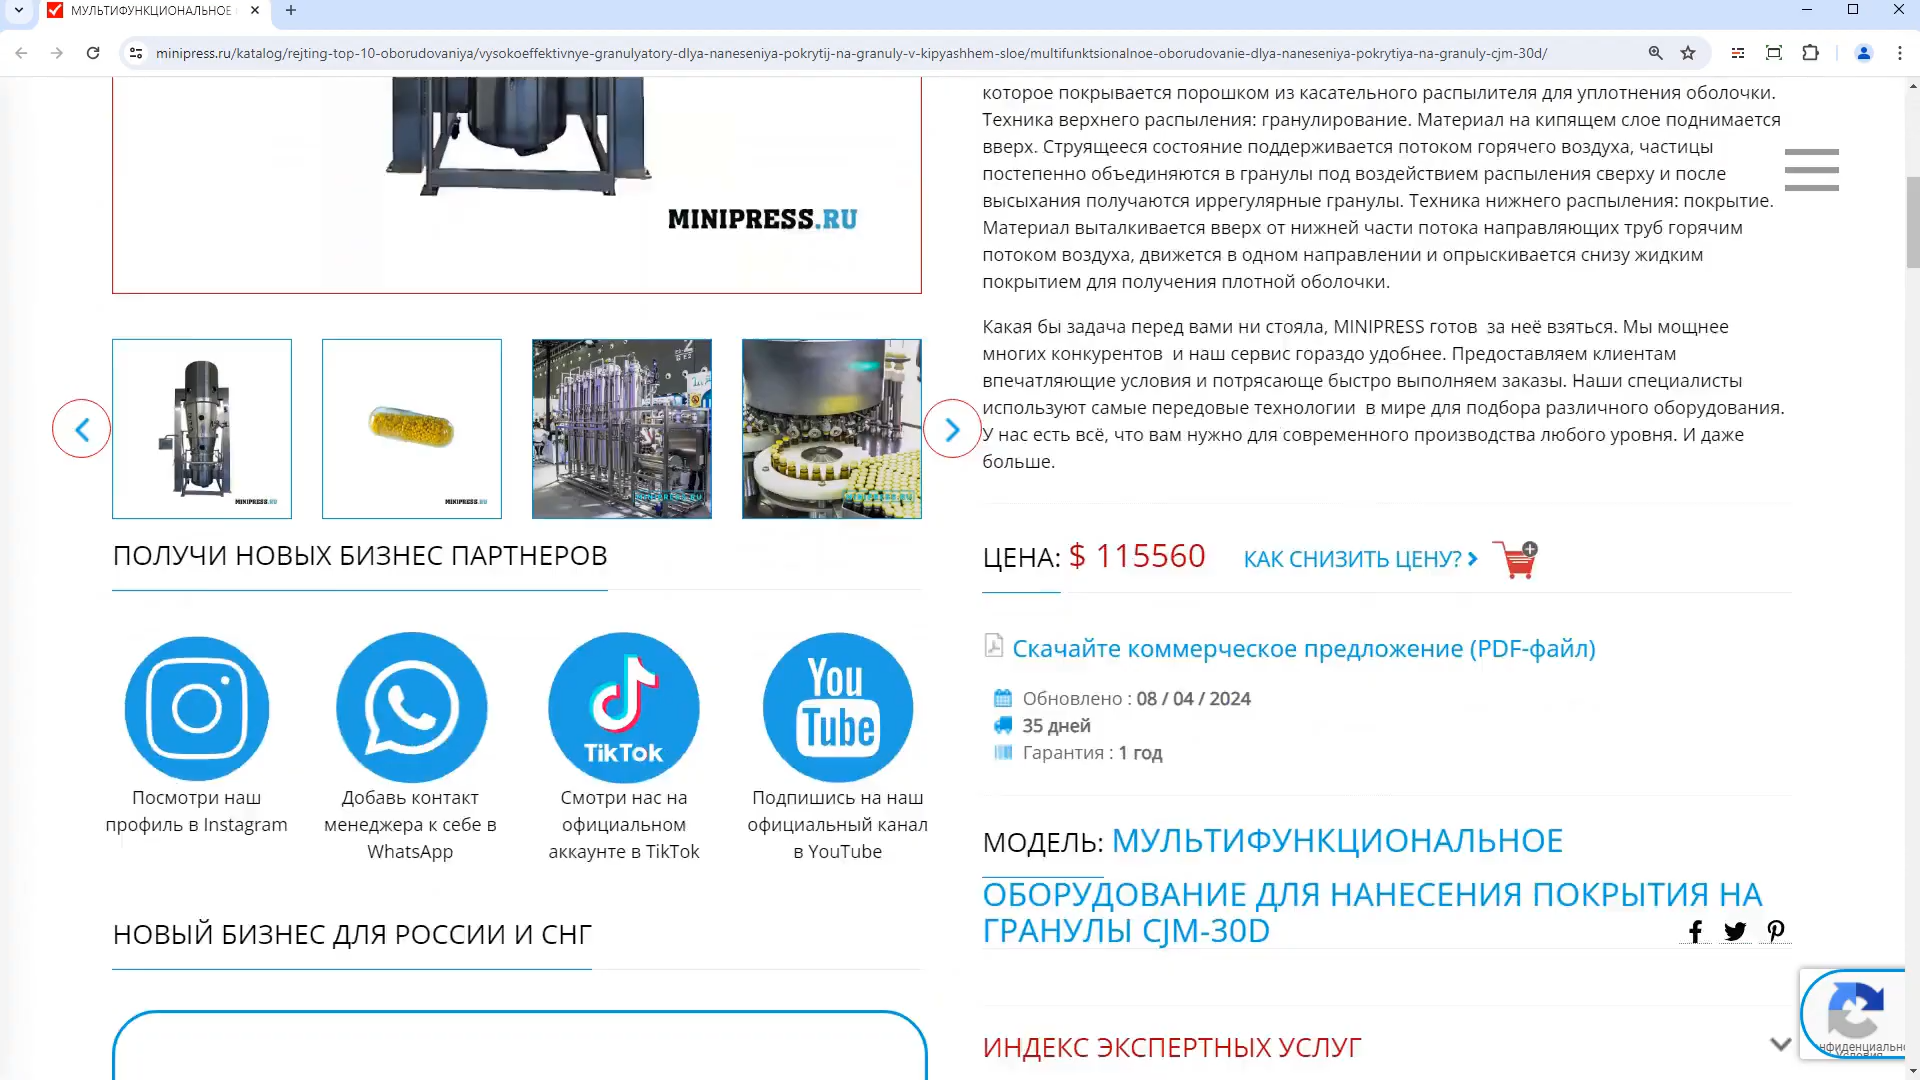 МУЛЬТИФУНКЦИОНАЛЬНОЕ
minipress.ru/katalog/rejting-top-10-oborudovaniya/vysokoeffektivnye-granulyatory-dlya-naneseniya-pokrytij-na-granuly-v-kipyashhem-sloe/multifunktsionalnoe-oborudovanie-dlya-naneseniya-pokrytiya-na-granuly-cjm-30d/
MINIPRESS.RU
MINIPRESS.RU
MINIPRESS.RU
MINIPRESS.RU
MINIPRESS.RU
ПОЛУЧИ НОВЫХ БИЗНЕС ПАРТНЕРОВ
TikTok
You
Tube
Посмотри наш
профиль в Instagram
Добавь контакт
менеджера к себе в
WhatsApp
Смотри нас на
официальном
аккаунте в TikTok
Подпишись на наш
официальный канал
в YouTube
НОВЫЙ БИЗНЕС ДЛЯ РОССИИ И СНГ
которое покрывается порошком из касательного распылителя для уплотнения оболочки.
Техника верхнего распыления: гранулирование. Материал на кипящем слое поднимается
вверх. Струящееся состояние поддерживается потоком горячего воздуха, частицы
постепенно объединяются в гранулы под воздействием распыления сверху и после
высыхания получаются иррегулярные гранулы. Техника нижнего распыления: покрытие.
Материал выталкивается вверх от нижней части потока направляющих труб горячим
потоком воздуха, движется в одном направлении и опрыскивается снизу жидким
покрытием для получения плотной оболочки.
Какая бы задача перед вами ни стояла, MINIPRESS готов за неё взяться. Мы мощнее
многих конкурентов и наш сервис гораздо удобнее. Предоставляем клиентам
впечатляющие условия и потрясающе быстро выполняем заказы. Наши специалисты
используют самые передовые технологии в мире для подбора различного оборудования.
У нас есть всё, что вам нужно для современного производства любого уровня. И даже
больше.
ЦЕНА: $ 115560 КАК СНИЗИТЬ ЦЕНУ?
Скачайте коммерческое предложение (PDF-файл)
Обновлено : 08 / 04 / 2024
35 дней
Гарантия : 1 год
МОДЕЛЬ: МУЛЬТИФУНКЦИОНАЛЬНОЕ
ОБОРУДОВАНИЕ ДЛЯ НАНЕСЕНИЯ ПОКРЫТИЯ НА
ГРАНУЛЫ CJM-30D
ИНДЕКС ЭКСПЕРТНЫХ УСЛУГ